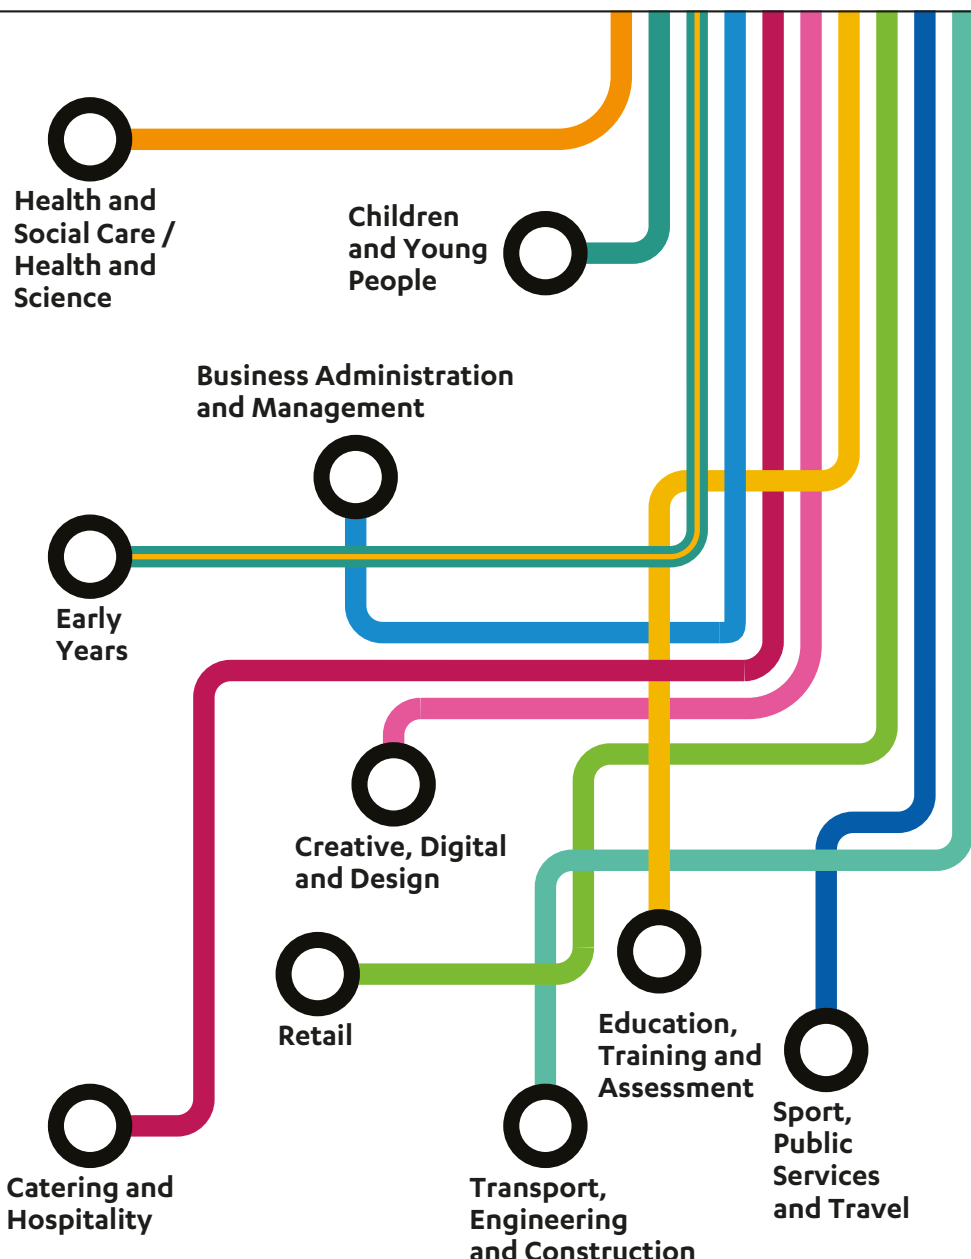 Health and
Social Care /
Health and
Science
Children
and Young
People
Business Administration
and Management
Early
Years
Creative, Digital
and Design
Retail
Education,
Training and
Assessment
Sport,
Public
Services
and Travel
Catering and
Hospitality
Transport,
Engineering
and Construction